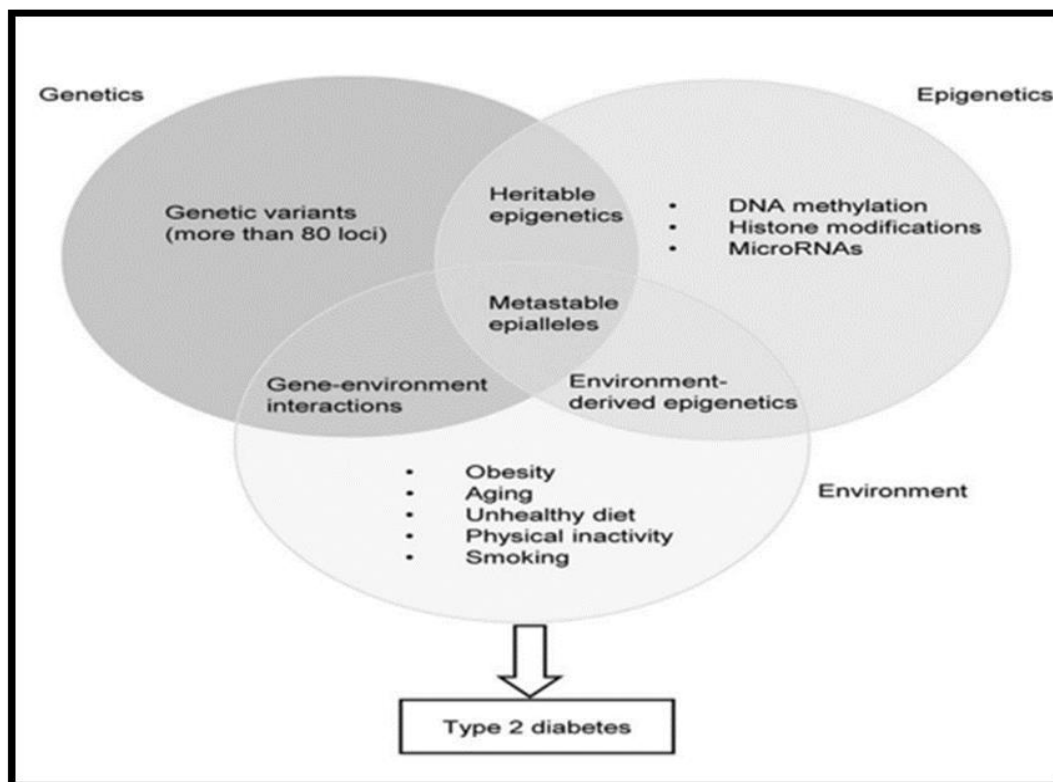 Genetics
Epigenetics
Genetic variants
(more than 80 loci)
Heritable
epigenetics
• DNA methylation
• Histone modifications
• MicroRNAs
Metastable
epialleles
Gene-environment
interactions
Environment-
derived epigenetics
• Obesity
• Aging
• Unhealthy diet
• Physical inactivity
• Smoking
Environment
Type 2 diabetes